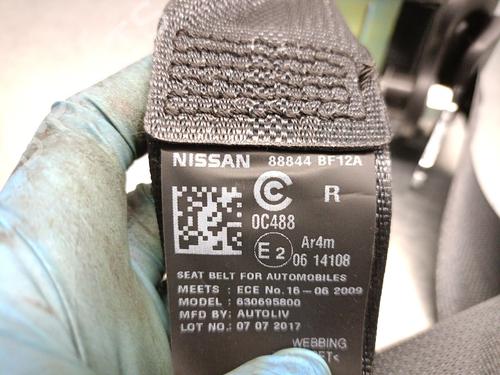 NISSAN 88844 BF12A
C R
0C488
E2 Ar4m
06 14108
SEAT BELT FOR AUTOMOBILES
MEETS : ECE No.16-06 2009
MODEL : 630695800
MFD BY: AUTOLIV
LOT NO.: 07 07 2017
WEBBING